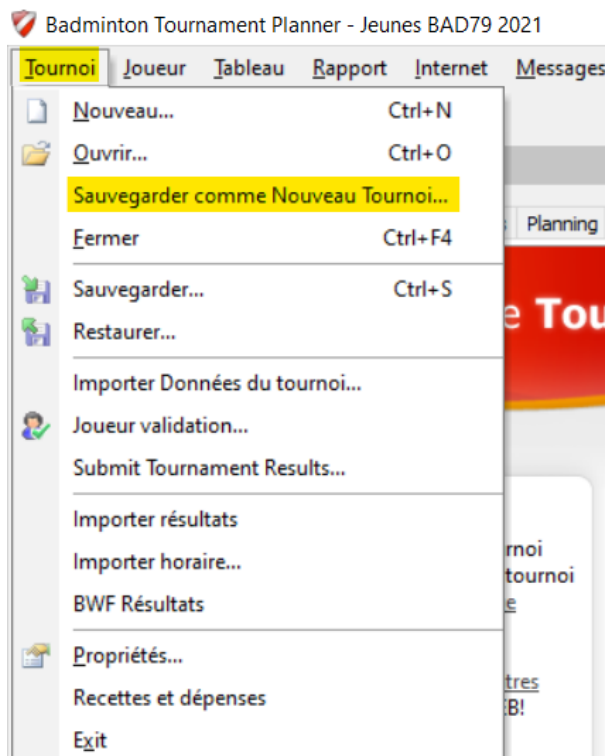 Badminton Tournament Planner - Jeunes BAD79 2021
Tournoi Joueur Tableau Rapport Internet Messages
Nouveau... Ctrl+N
Ouvrir... Ctrl+O
Sauvegarder comme Nouveau Tournoi...
Planning
Fermer Ctrl+F4
Sauvegarder... Ctrl+S
e Tou
Restaurer...
Importer Données du tournoi...
Joueur validation...
Submit Tournament Results...
Importer résultats
rnoi
Importer horaire...
tournoi
BWF Résultats
e
Propriétés...
tres
Recettes et dépenses
EB!
Exit